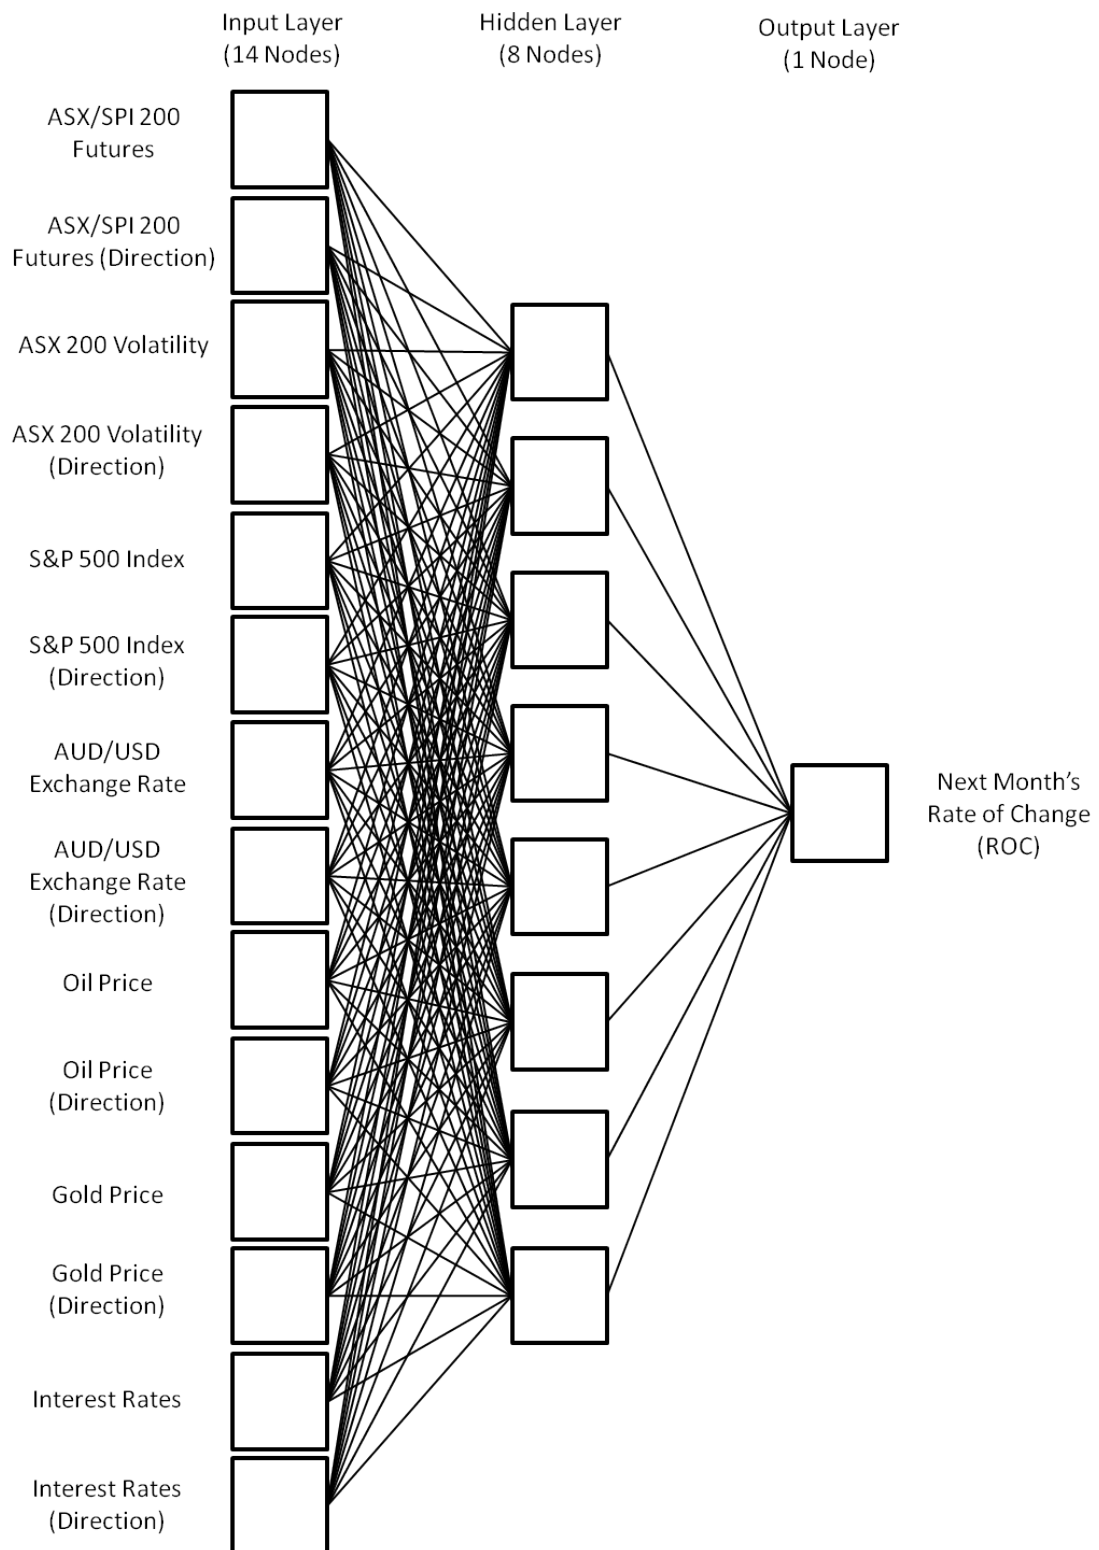 Input Layer
(14 Nodes)
Hidden Layer
(8 Nodes)
Output Layer
(1 Node)
ASX/SPI 200
Futures
ASX/SPI 200
Futures (Direction)
ASX 200 Volatility
ASX 200 Volatility
(Direction)
S&P 500 Index
S&P 500 Index
(Direction)
AUD/USD
Exchange Rate
AUD/USD
Exchange Rate
(Direction)
Oil Price
Oil Price
(Direction)
Gold Price
Gold Price
(Direction)
Interest Rates
Interest Rates
(Direction)
Next Month’s
Rate of Change
(ROC)